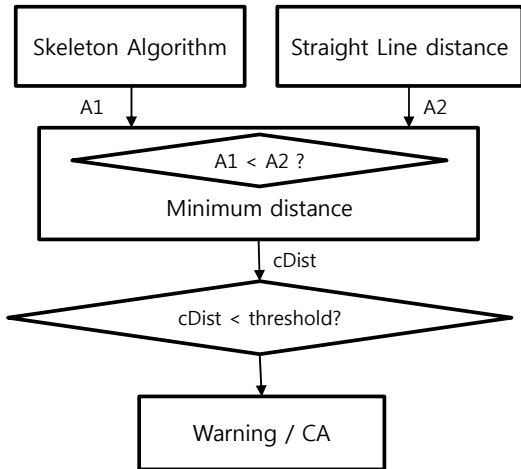 Skeleton Algorithm
Straight Line distance
A1
A2
A1 < A2 ?
Minimum distance
cDist
cDist < threshold?
Warning / CA